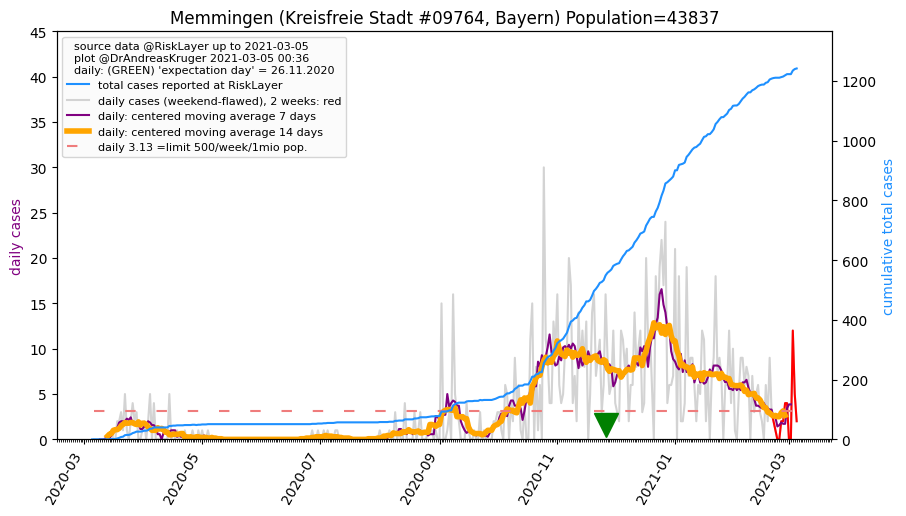 Memmingen (Kreisfreie Stadt #09764, Bayern) Population=43837
source data @RiskLayer up to 2021-03-05
plot @DrAndreasKruger 2021-03-05 00:36
daily: (GREEN) 'expectation day' = 26.11.2020
total cases reported at RiskLayer
daily cases (weekend-flawed), 2 weeks: red
daily: centered moving average 7 days
daily: centered moving average 14 days
daily 3.13 =limit 500/week/1mio pop.
daily cases
45
40
35
30
25
20
15
10
5
0
cumulative total cases
1200
1000
800
600
400
200
0
2020-03
2020-05
2020-07
2020-09
2020-11
2021-01
2021-03